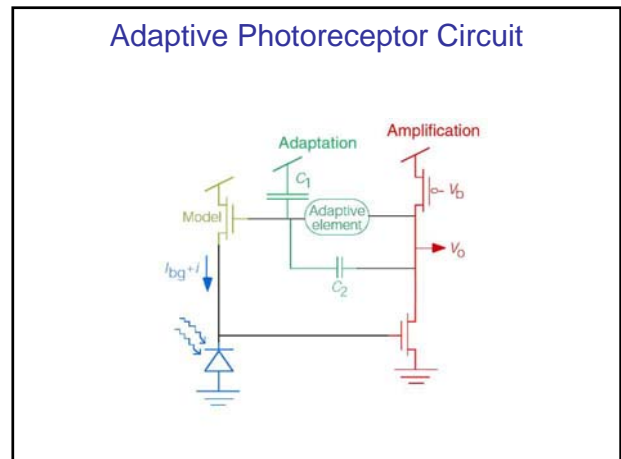 Adaptive Photoreceptor Circuit
Amplification
Adaptation
C1
Vb
Model
Adaptive
element
Vo
Ibg+i
C2